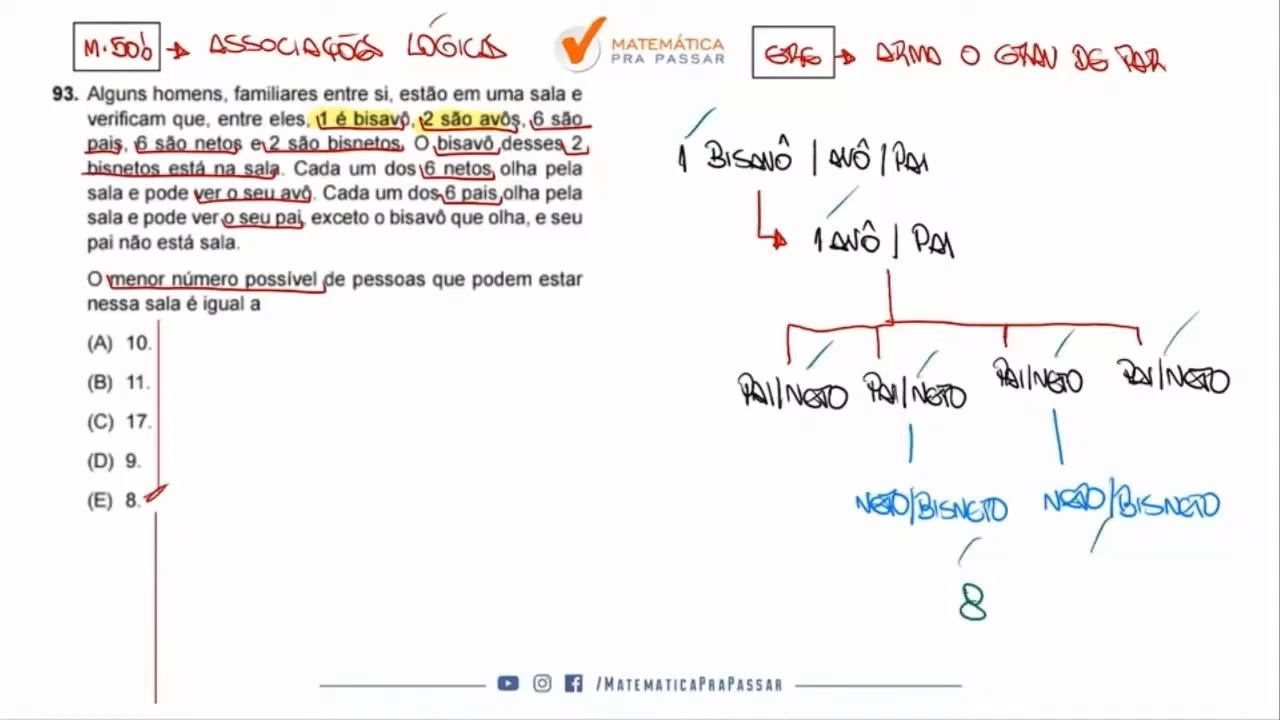 M.50% → ASSOCIAÇÕES LÓGICAS
MATEMÁTICA
PRA PASSAR
→ ARMA O GRAU DE PAR
93. Alguns homens, familiares entre si, estão em uma sala e
verificam que, entre eles, 1 é bisavô, 2 são avôs, 6 são
pais, 6 são netos e 2 são bisnetos. O bisavô desses 2
bisnetos está na sala. Cada um dos 6 netos olha pela
sala e pode ver o seu avô. Cada um dos 6 pais olha pela
sala e pode ver o seu pai, exceto o bisavô que olha, e seu
pai não está sala.
O menor número possível de pessoas que podem estar
nessa sala é igual a
(A) 10.
(B) 11.
(C) 17.
(D) 9.
(E) 8.
1 BISAVÔ | AVÔ | PAI
1 AVÔ | PAI
PAI/NETO PAI/NETO PAI/NETO PAI/NETO
NETO/BISNETO NETO/BISNETO
8
/MATEMATICAPRAPASSAR